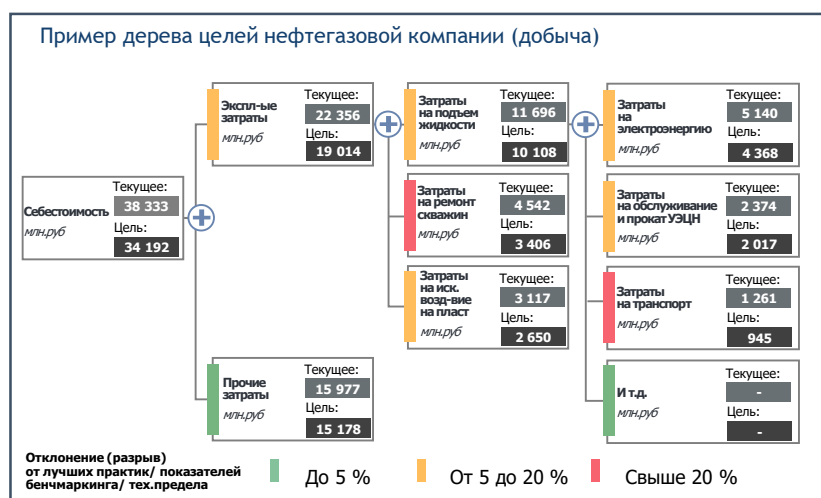 Пример дерева целей нефтегазовой компании (добыча)
Себестоимость
млн.руб
Текущее:
38 333
Цель:
34 192
Экспл-ые
затраты
млн.руб
Текущее:
22 356
Цель:
19 014
Прочие
затраты
млн.руб
Текущее:
15 977
Цель:
15 178
Затраты
на подъем
жидкости
млн.руб
Текущее:
11 696
Цель:
10 108
Затраты
на ремонт
скважин
млн.руб
Текущее:
4 542
Цель:
3 406
Затраты
на иск.
возд-вие
на пласт
млн.руб
Текущее:
3 117
Цель:
2 650
Затраты
на
электроэнергию
млн.руб
Текущее:
5 140
Цель:
4 368
Затраты
на обслуживание
и прокат УЭЦН
млн.руб
Текущее:
2 374
Цель:
2 017
Затраты
на транспорт
млн.руб
Текущее:
1 261
Цель:
945
И т.д.
млн.руб
Текущее:
-
Цель:
-
Отклонение (разрыв)
от лучших практик/ показателей
бенчмаркинга/ тех.предела
До 5 %
От 5 до 20 %
Свыше 20 %